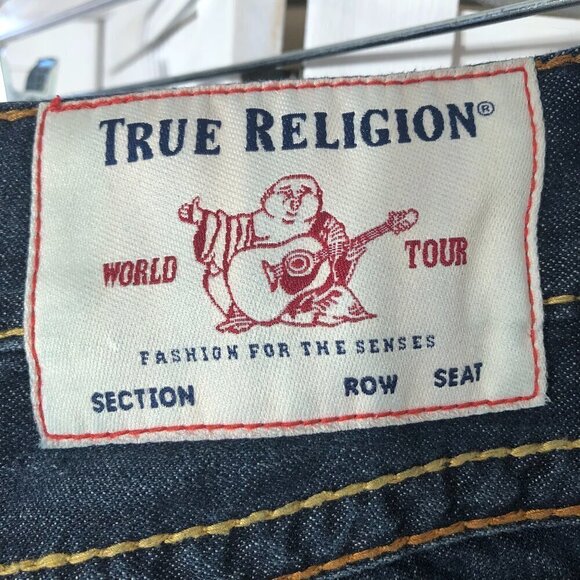 TRUE RELIGION®
WORLD TOUR
FASHION FOR THE SENSES
SECTION ROW SEAT